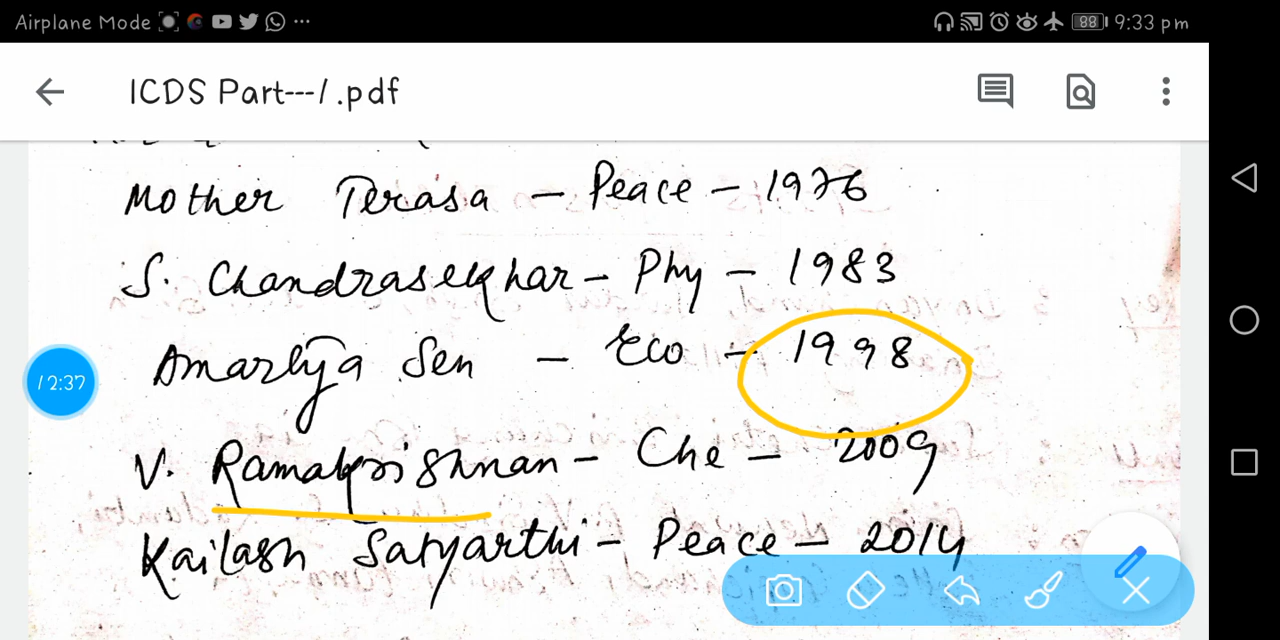 Airplane Mode ...
88 9:33 pm
ICDS Part---1 .pdf
Mother Terasa - Peace - 1976
S. Chandrasekhar - Phy - 1983
Amartya Sen - Eco - 1998
12:37
V. Ramakrishnan - Che - 2009
Kailash Satyarthi - Peace - 2014